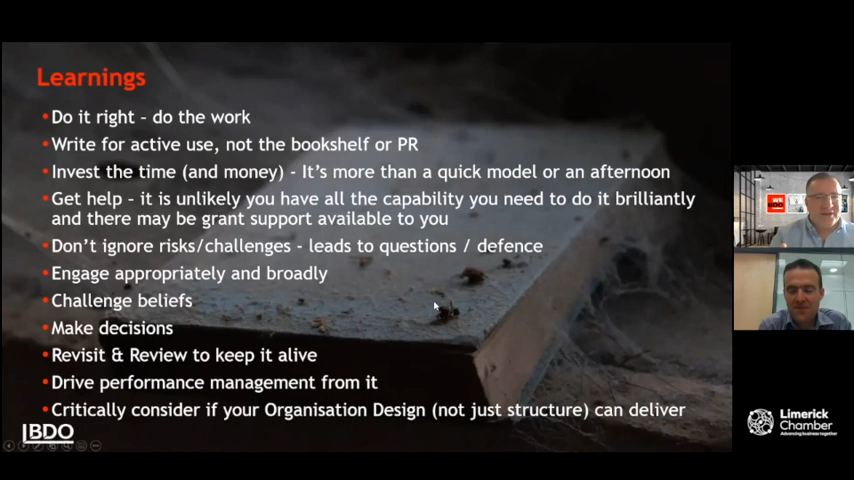 Learnings
•Do it right – do the work
•Write for active use, not the bookshelf or PR
•Invest the time (and money) - It's more than a quick model or an afternoon
•Get help – it is unlikely you have all the capability you need to do it brilliantly
and there may be grant support available to you
•Don't ignore risks/challenges - leads to questions / defence
•Engage appropriately and broadly
•Challenge beliefs
•Make decisions
•Revisit & Review to keep it alive
•Drive performance management from it
•Critically consider if your Organisation Design (not just structure) can deliver
BDO
Limerick
Chamber
Advancing business together